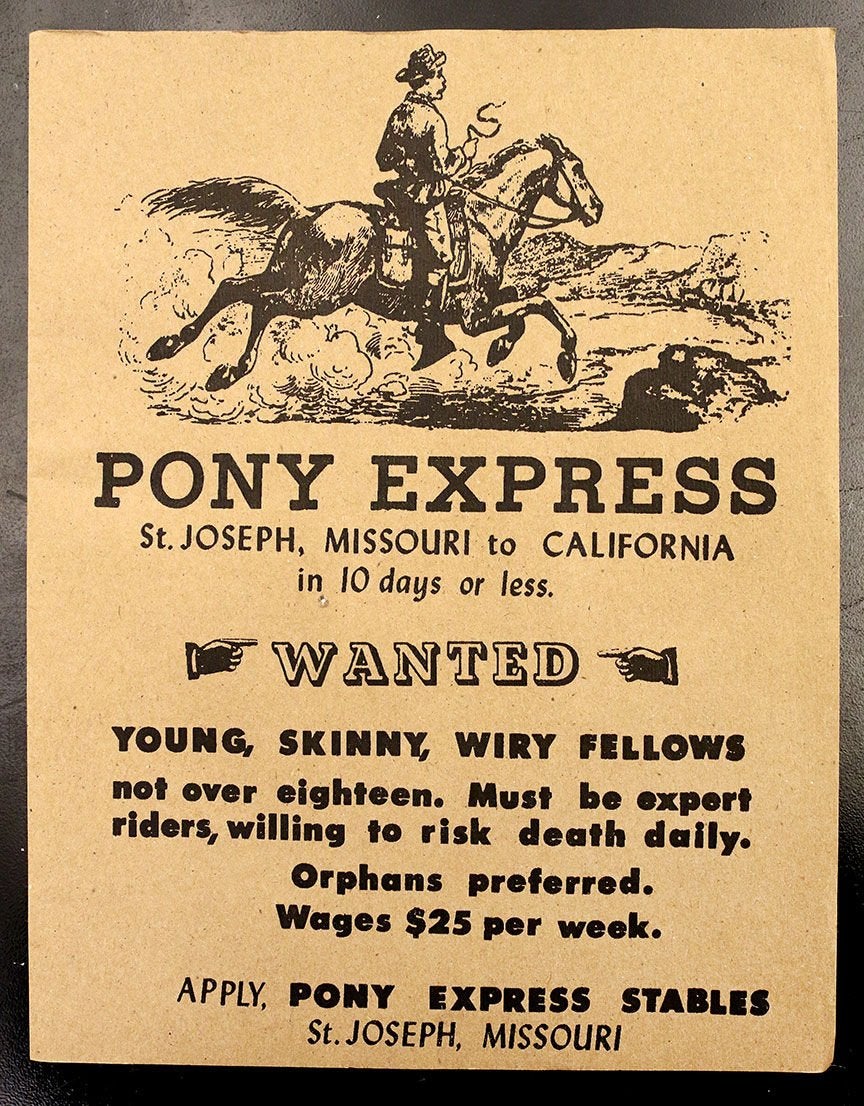 PONY EXPRESS
St. JOSEPH, MISSOURI to CALIFORNIA
in 10 days or less.
WANTED
YOUNG, SKINNY, WIRY FELLOWS
not over eighteen. Must be expert
riders, willing to risk death daily.
Orphans preferred.
Wages $25 per week.
APPLY, PONY EXPRESS STABLES
St. JOSEPH, MISSOURI